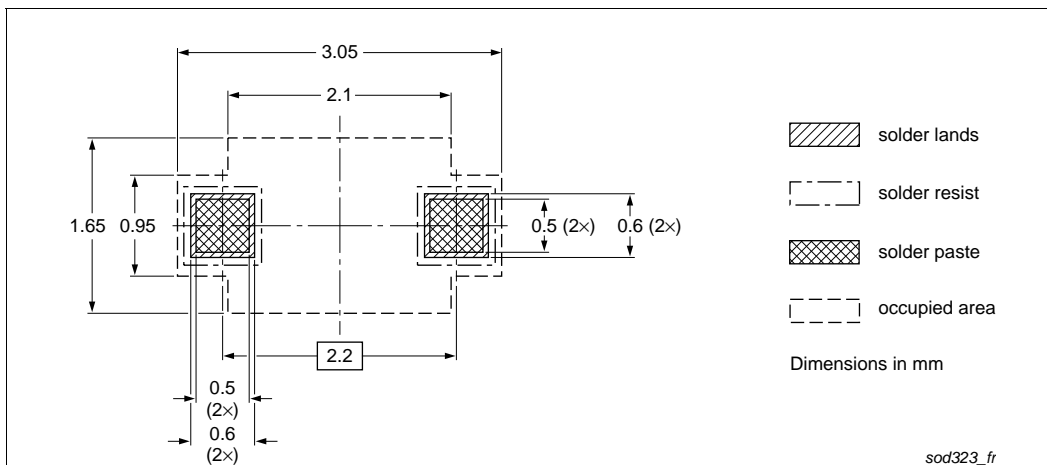 3.05
2.1
solder lands
solder resist
1.65 0.95
0.5 (2×) 0.6 (2×)
solder paste
occupied area
2.2
Dimensions in mm
0.5
(2×)
0.6
(2×)
sod323_fr